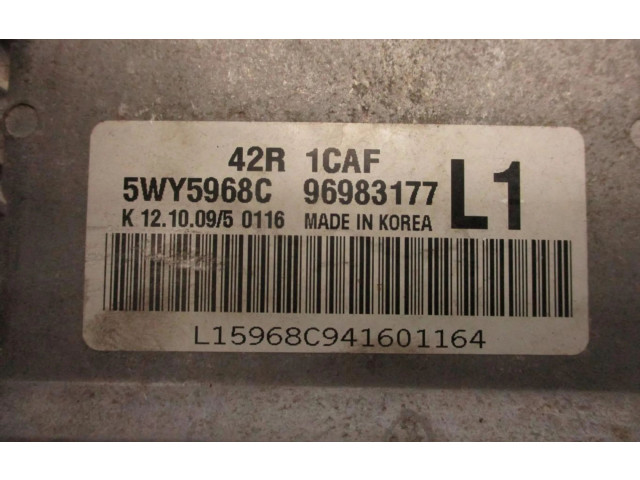 42R 1CAF
5WY5968C 96983177 L1
K 12.10.09/5 0116 MADE IN KOREA
L15968C941601164